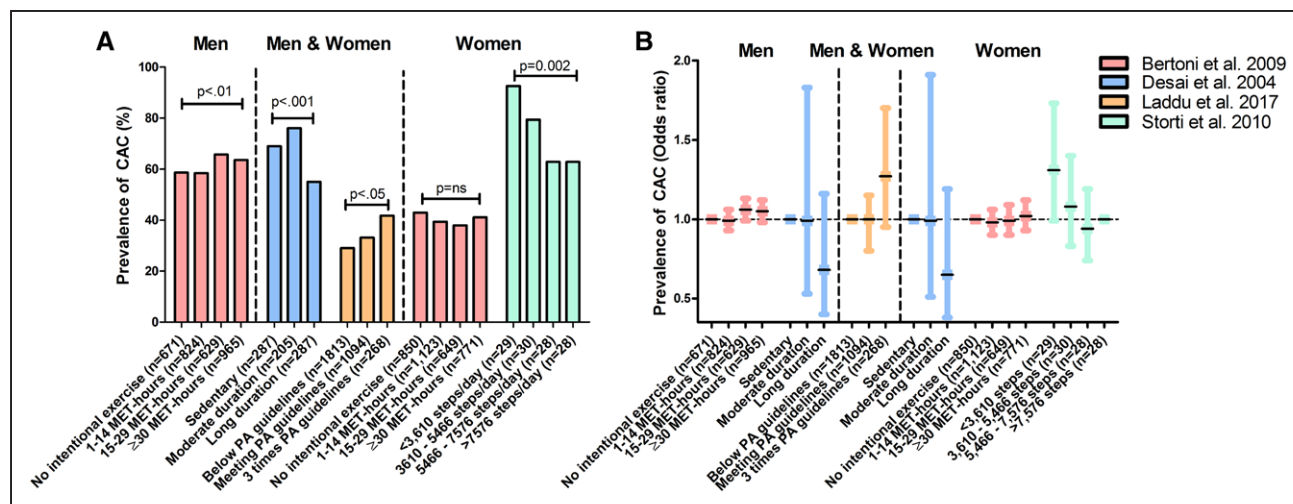 A
Men
Men & Women
Women
Prevalence of CAC (%)
100
80
60
40
20
0
p<.01
p<.001
p<.05
p=ns
p=0.002
No intentional exercise (n=671)
1-14 MET-hours (n=824)
15-29 MET-hours (n=629)
≥30 MET-hours (n=965)
Sedentary (n=287)
Moderate duration (n=205)
Long duration (n=287)
Below PA guidelines (n=1813)
Meeting PA guidelines (n=1094)
3 times PA guidelines (n=268)
No intentional exercise (n=850)
1-14 MET-hours (n=1,123)
15-29 MET-hours (n=649)
≥30 MET-hours (n=771)
<3,610 steps/day (n=29)
3610 - 5466 steps/day (n=30)
5466 - 7576 steps/day (n=28)
>7576 steps/day (n=28)
B
Men
Men & Women
Women
Prevalence of CAC (Odds ratio)
2.0
1.5
1.0
0.5
No intentional exercise (n=671)
1-14 MET-hours (n=824)
15-29 MET-hours (n=629)
≥30 MET-hours (n=965)
Sedentary
Moderate duration
Long duration
Below PA guidelines (n=1813)
Meeting PA guidelines (n=1094)
3 times PA guidelines (n=268)
Sedentary
Moderate duration
Long duration
No intentional exercise (n=850)
1-14 MET-hours (n=1,123)
15-29 MET-hours (n=649)
≥30 MET-hours (n=771)
<3,610 steps (n=29)
3,610 - 5,466 steps (n=30)
5,466 - 7,576 steps (n=28)
>7,576 steps (n=28)
Bertoni et al. 2009
Desai et al. 2004
Laddu et al. 2017
Storti et al. 2010